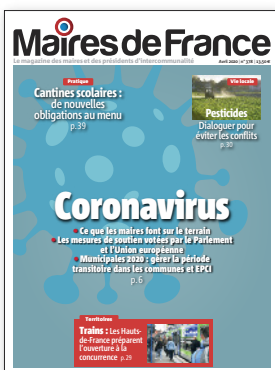 Maires de France
Le magazine des maires et des présidents d'intercommunalité
Avril 2020 | n°378 | 23,50 €
Pratique
Cantines scolaires :
de nouvelles
obligations au menu
p.39
Vie locale
Pesticides
Dialoguer pour
éviter les conflits
p.30
Coronavirus
• Ce que les maires font sur le terrain
• Les mesures de soutien votées par le Parlement
et l'Union européenne
• Municipales 2020 : gérer la période
transitoire dans les communes et EPCI
p.6
Territoires
Trains : Les Hauts-
de-France préparent
l'ouverture à la
concurrence p.29